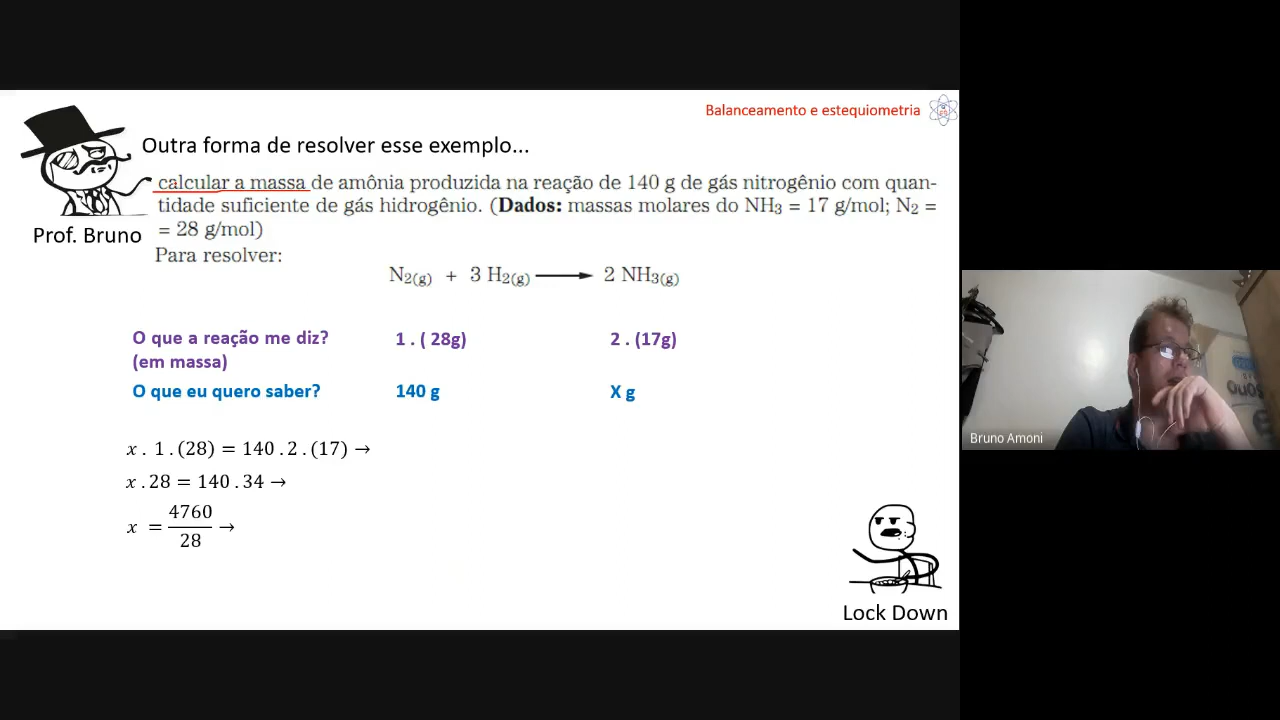 Balanceamento e estequiometria
Outra forma de resolver esse exemplo...
calcular a massa de amônia produzida na reação de 140 g de gás nitrogênio com quan-
tidade suficiente de gás hidrogênio. (Dados: massas molares do NH3 = 17 g/mol; N2 =
= 28 g/mol)
Prof. Bruno
Para resolver:
N2(g) + 3 H2(g) ⟶ 2 NH3(g)
O que a reação me diz? 1 . ( 28g) 2 . (17g)
(em massa)
O que eu quero saber? 140 g X g
x . 1 . (28) = 140 . 2 . (17) →
x . 28 = 140 . 34 →
x = 4760/28 →
Bruno Amoni
Lock Down